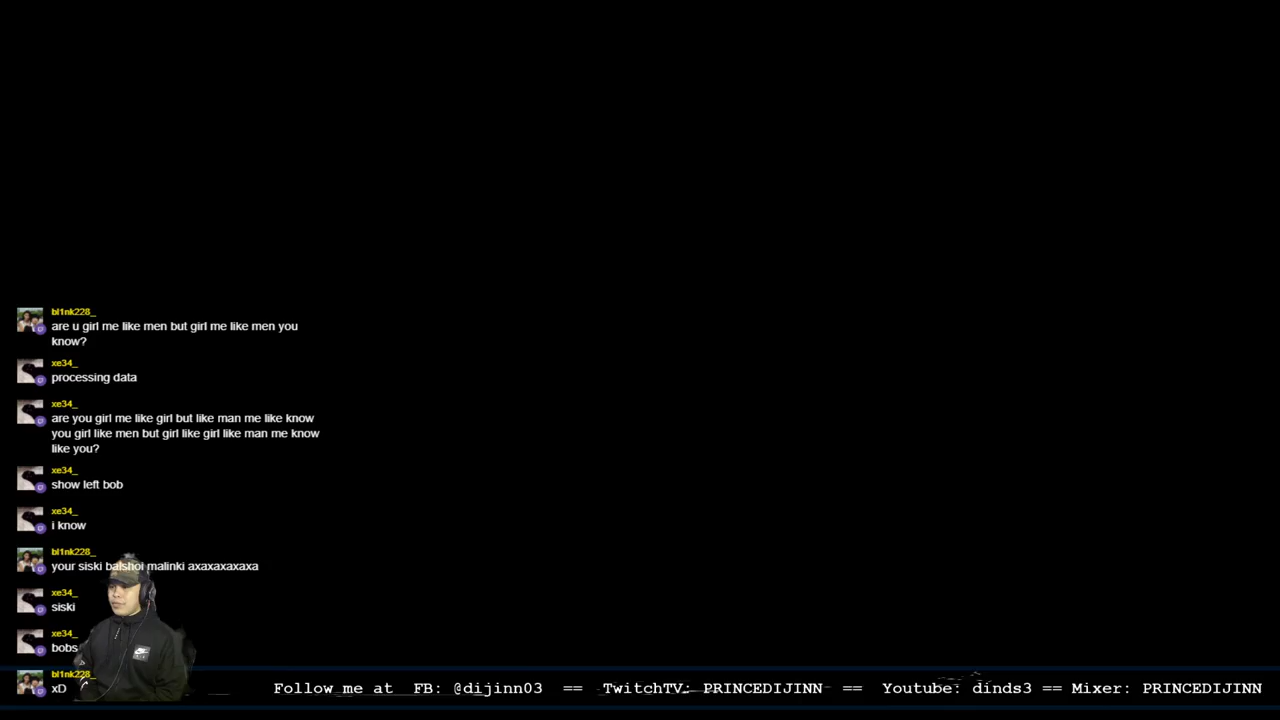 bl1nk228_
are u girl me like men but girl me like men you
know?
xe34_
processing data
xe34_
are you girl me like girl but like man me like know
you girl like men but girl like girl like man me know
like you?
xe34_
show left bob
xe34_
i know
bl1nk228_
your siski balshoi malinki axaxaxaxaxa
xe34_
siski
xe34_
bobs
bl1nk228_
xD
Follow me at FB: @dijinn03 == TwitchTV: PRINCEDIJINN == Youtube: dinds3 == Mixer: PRINCEDIJINN